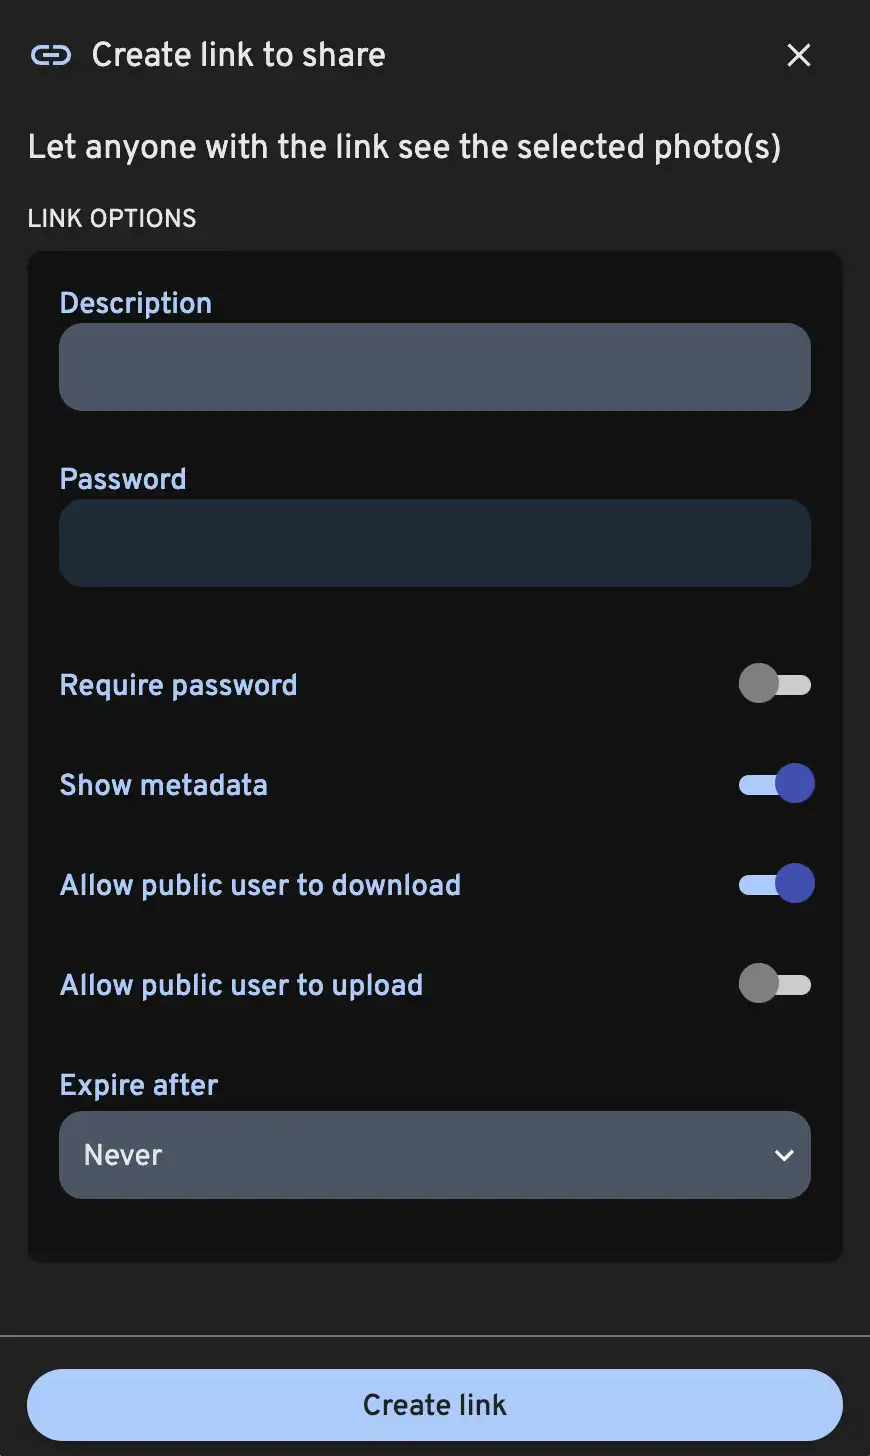 Create link to share
Let anyone with the link see the selected photo(s)
LINK OPTIONS
Description
Password
Require password
Show metadata
Allow public user to download
Allow public user to upload
Expire after
Never
Create link